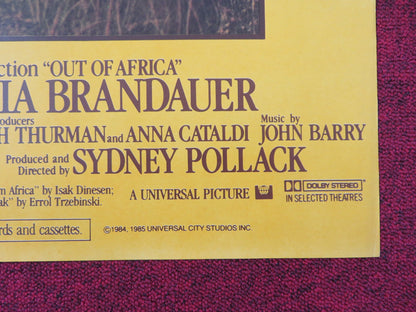 ction "OUT OF AFRICA"
IA BRANDAUER
oducers
H THURMAN and ANNA CATALDI
Music by
JOHN BARRY
Produced and
Directed by SYDNEY POLLACK
m Africa" by Isak Dinesen;
ak" by Errol Trzebinski.
A UNIVERSAL PICTURE
DOLBY STEREO
IN SELECTED THEATRES
rds and cassettes.
©1984, 1985 UNIVERSAL CITY STUDIOS INC.